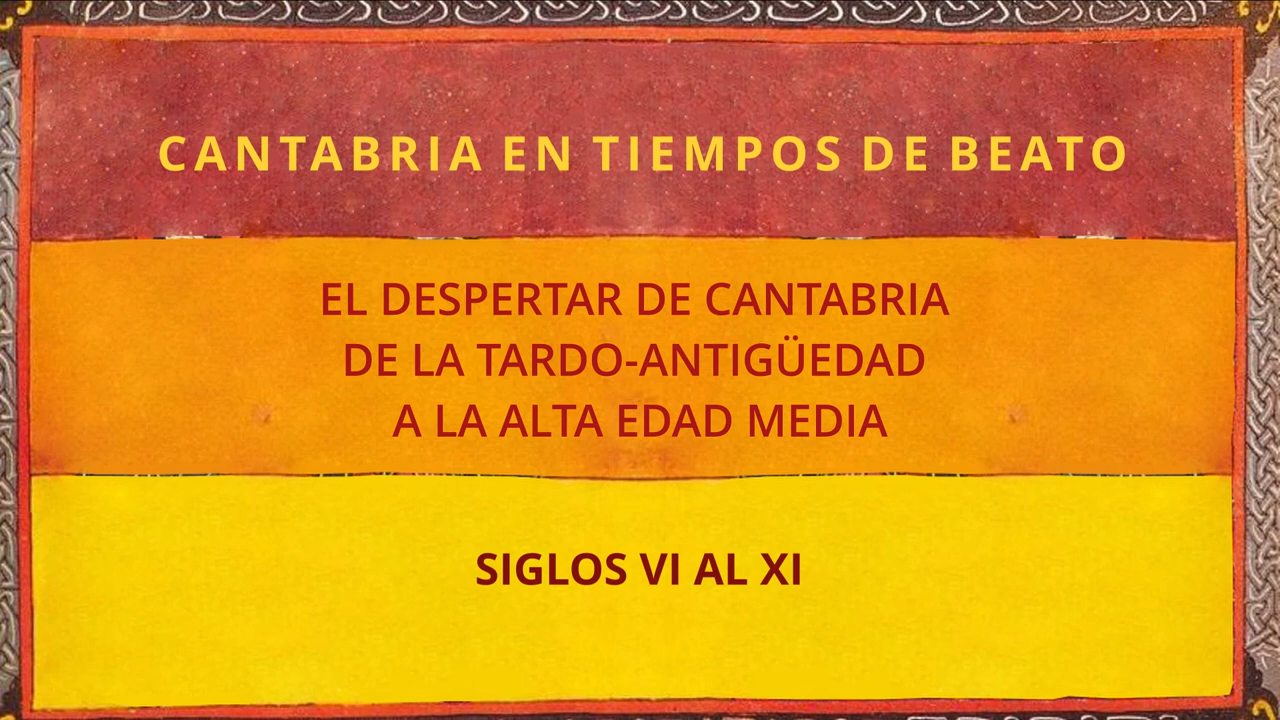 CANTABRIA EN TIEMPOS DE BEATO
EL DESPERTAR DE CANTABRIA
DE LA TARDO-ANTIGÜEDAD
A LA ALTA EDAD MEDIA
SIGLOS VI AL XI